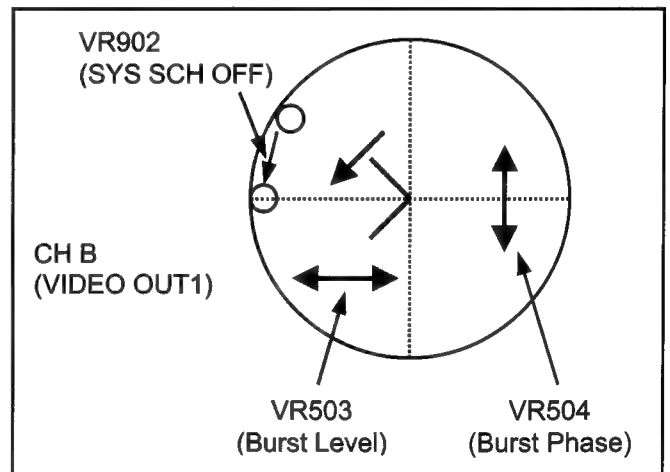 VR902
(SYS SCH OFF)
CH B
(VIDEO OUT1)
VR503
(Burst Level)
VR504
(Burst Phase)